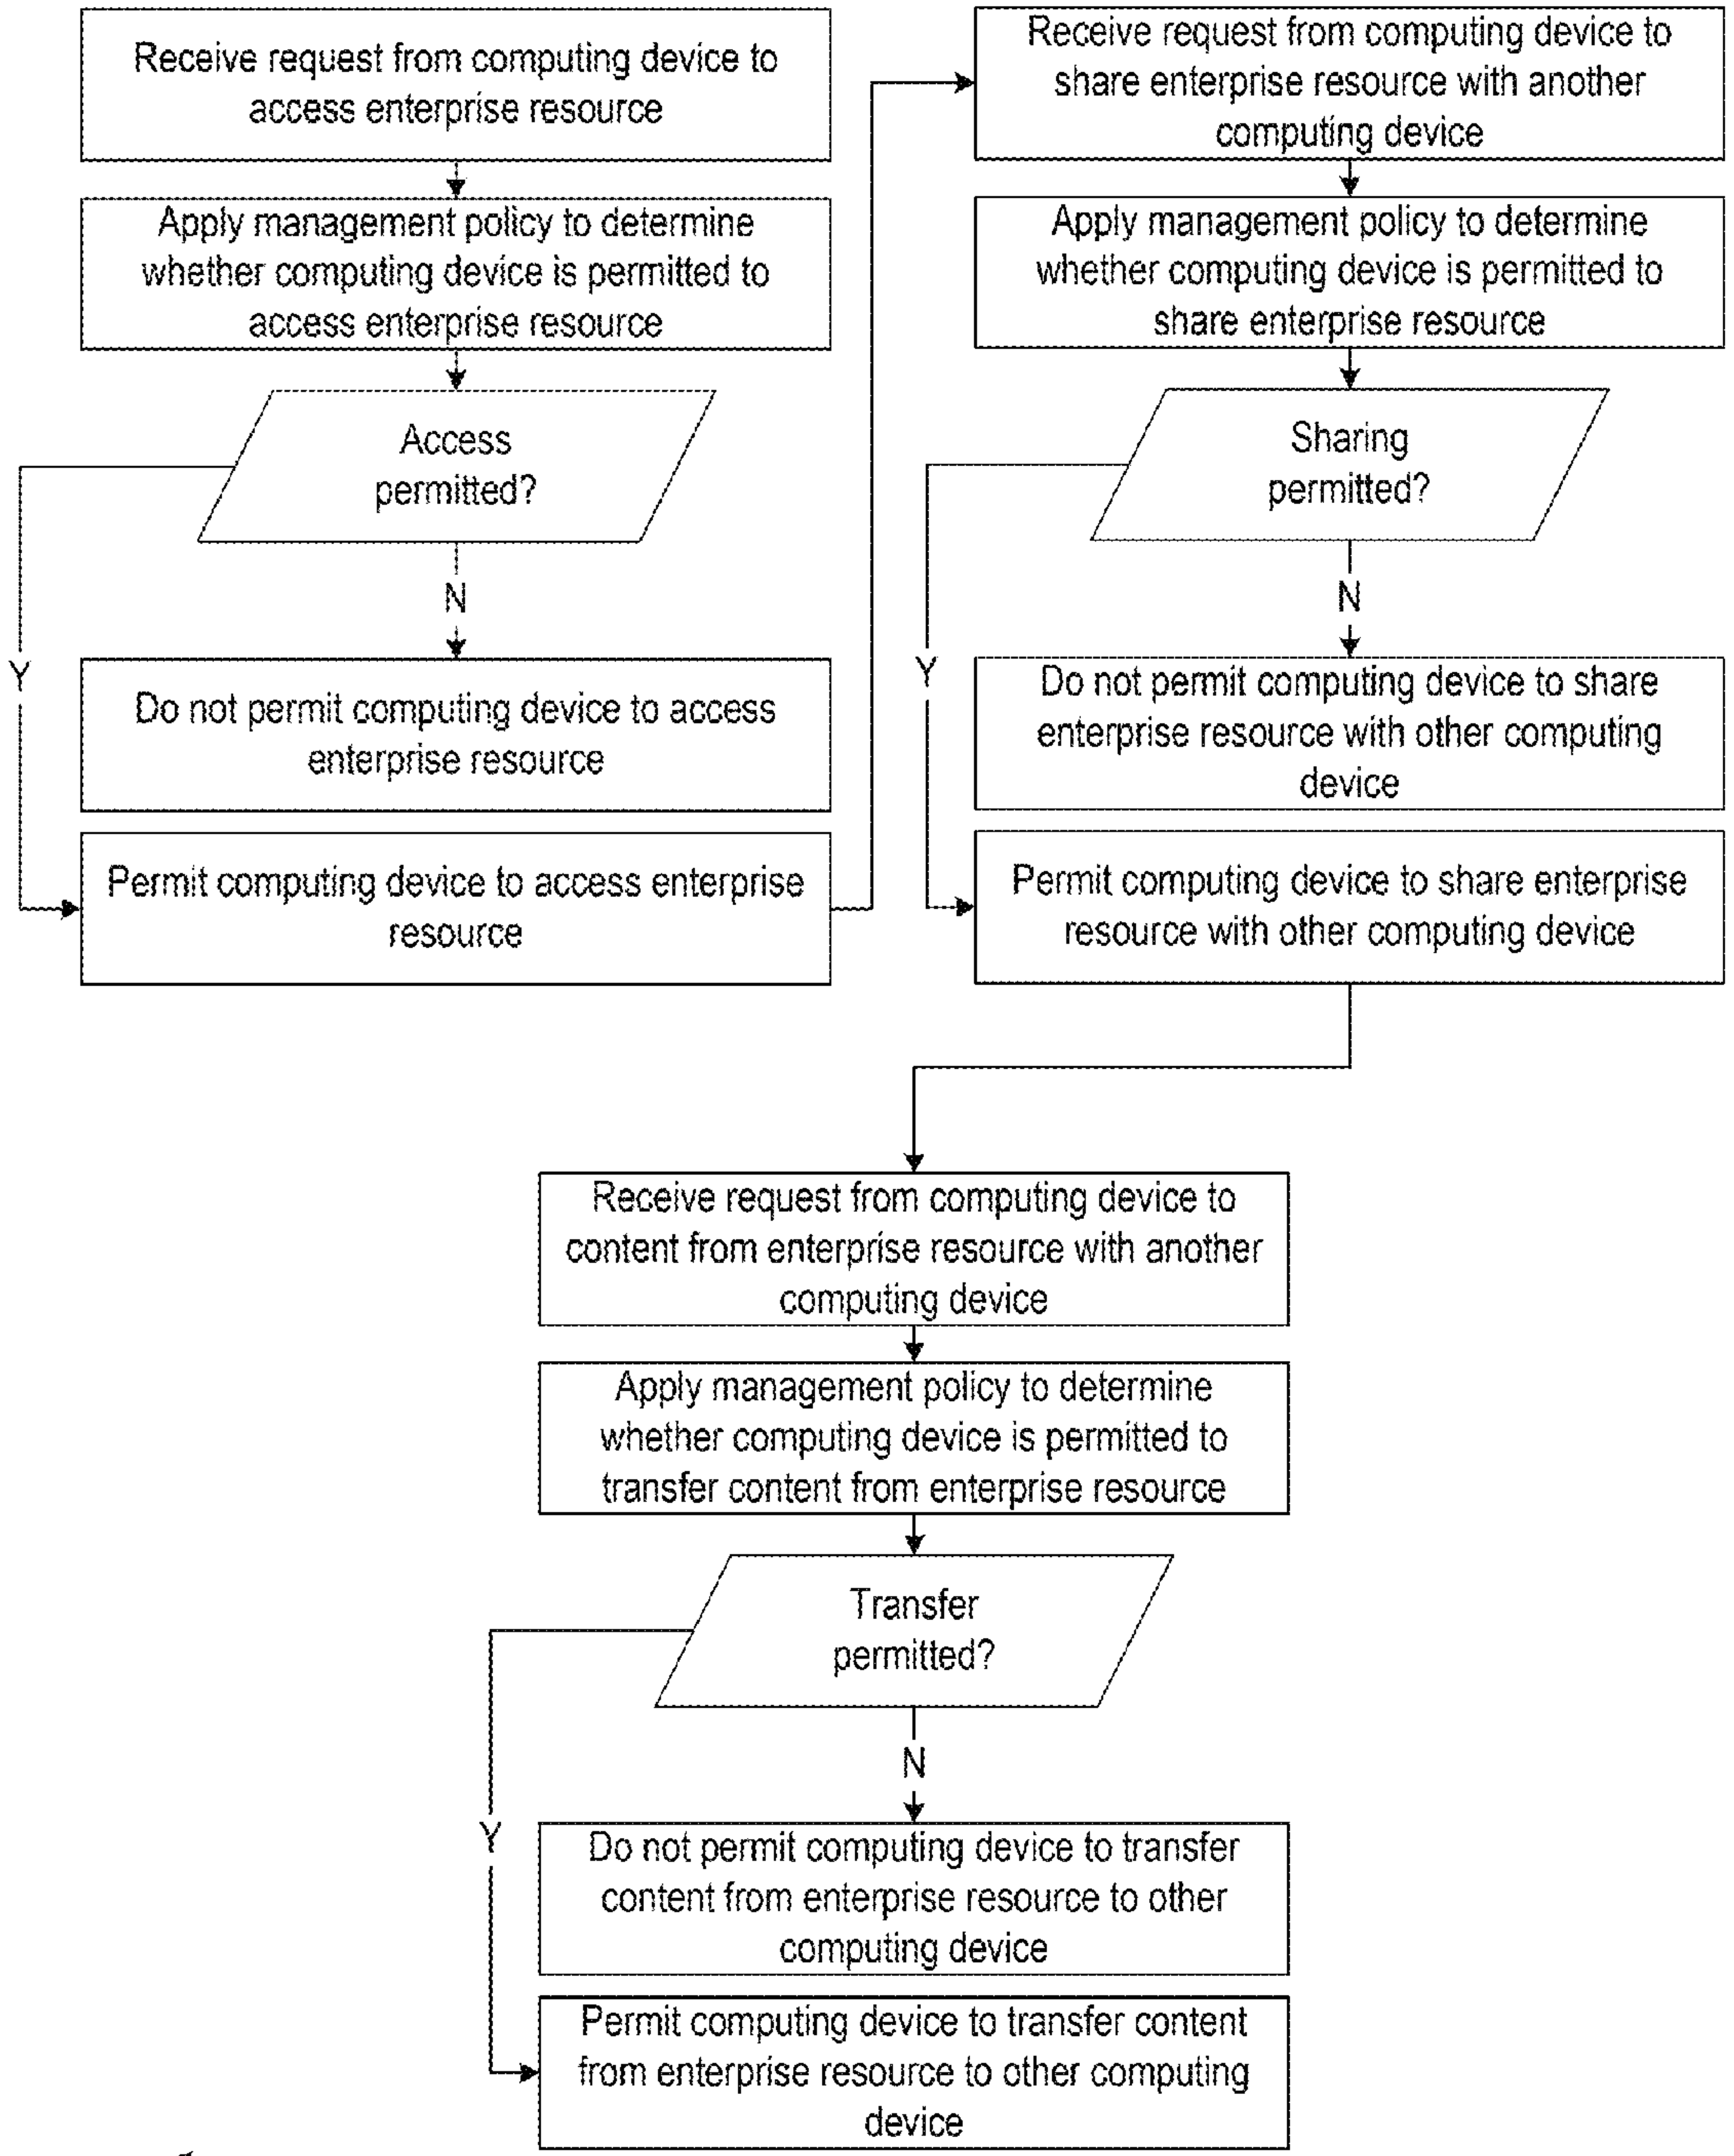 Receive request from computing device to
access enterprise resource
Apply management policy to determine
whether computing device is permitted to
access enterprise resource
Access
permitted?
N
Y
Do not permit computing device to access
enterprise resource
Permit computing device to access enterprise
resource
Receive request from computing device to
share enterprise resource with another
computing device
Apply management policy to determine
whether computing device is permitted to
share enterprise resource
Sharing
permitted?
N
Y
Do not permit computing device to share
enterprise resource with other computing
device
Permit computing device to share enterprise
resource with other computing device
Receive request from computing device to
content from enterprise resource with another
computing device
Apply management policy to determine
whether computing device is permitted to
transfer content from enterprise resource
Transfer
permitted?
N
Y
Do not permit computing device to transfer
content from enterprise resource to other
computing device
Permit computing device to transfer content
from enterprise resource to other computing
device